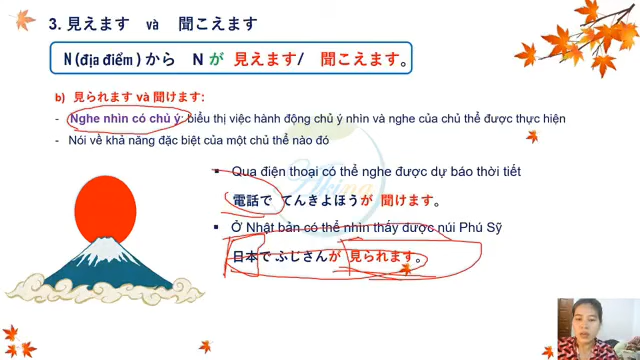 3. 見えます và 聞こえます
N (địa điểm) から N が 見えます/ 聞こえます。
b) 見られます và 聞けます:
- Nghe nhìn có chủ ý: biểu thị việc hành động chủ ý nhìn và nghe của chủ thể được thực hiện
- Nói về khả năng đặc biệt của một chủ thể nào đó
▪ Qua điện thoại có thể nghe được dự báo thời tiết
電話で てんきよほうが 聞けます。
▪ Ở Nhật bản có thể nhìn thấy được núi Phú Sỹ
日本で ふじさんが 見られます。